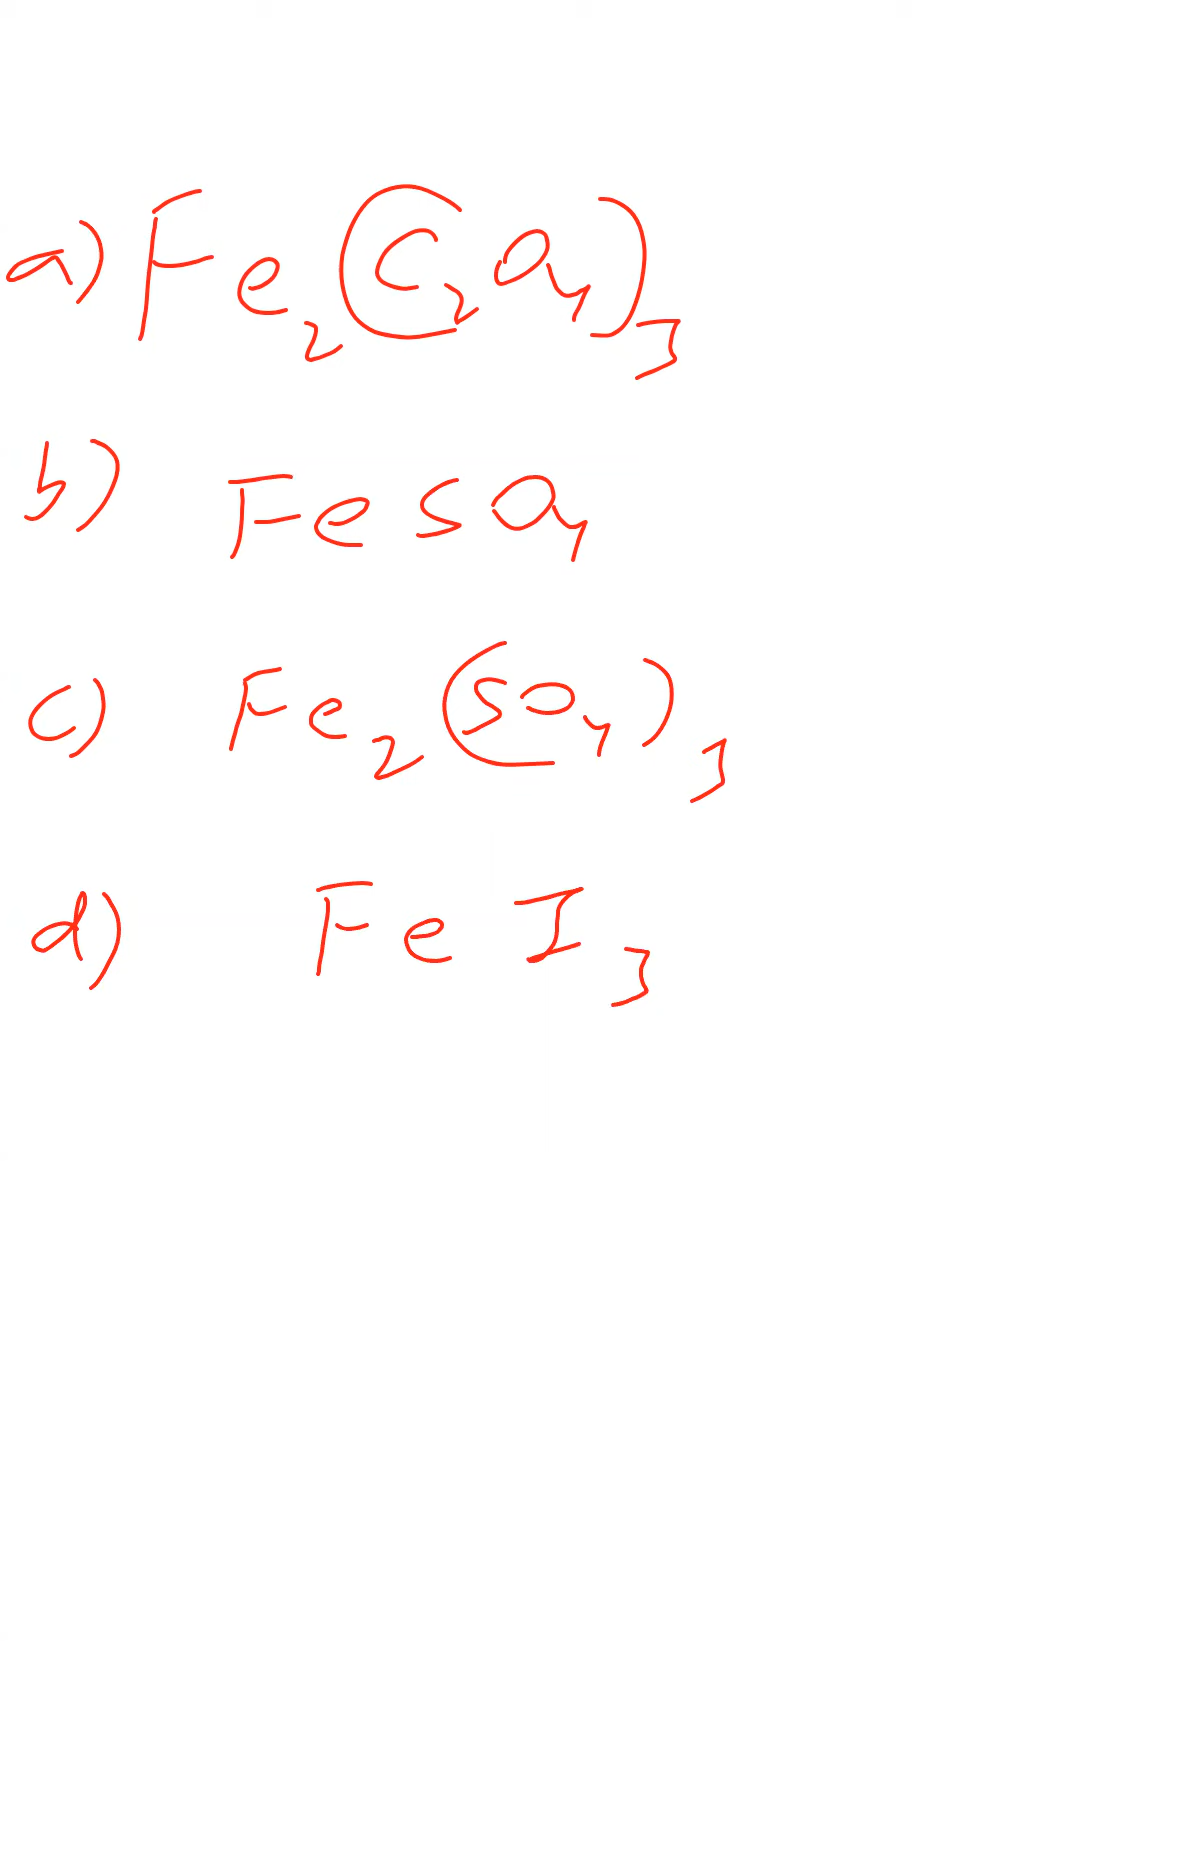 a) Fe₂(C₂O₄)₃
b) FeSO₄
c) Fe₂(SO₄)₃
d) FeI₃